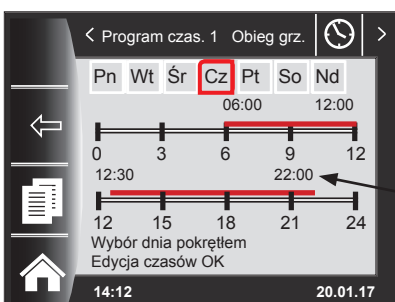 Program czas. 1 Obieg grz.
Pn Wt Śr Cz Pt So Nd
06:00 12:00
0 3 6 9 12
12:30 22:00
12 15 18 21 24
Wybór dnia pokrętłem
Edycja czasów OK
14:12 20.01.17